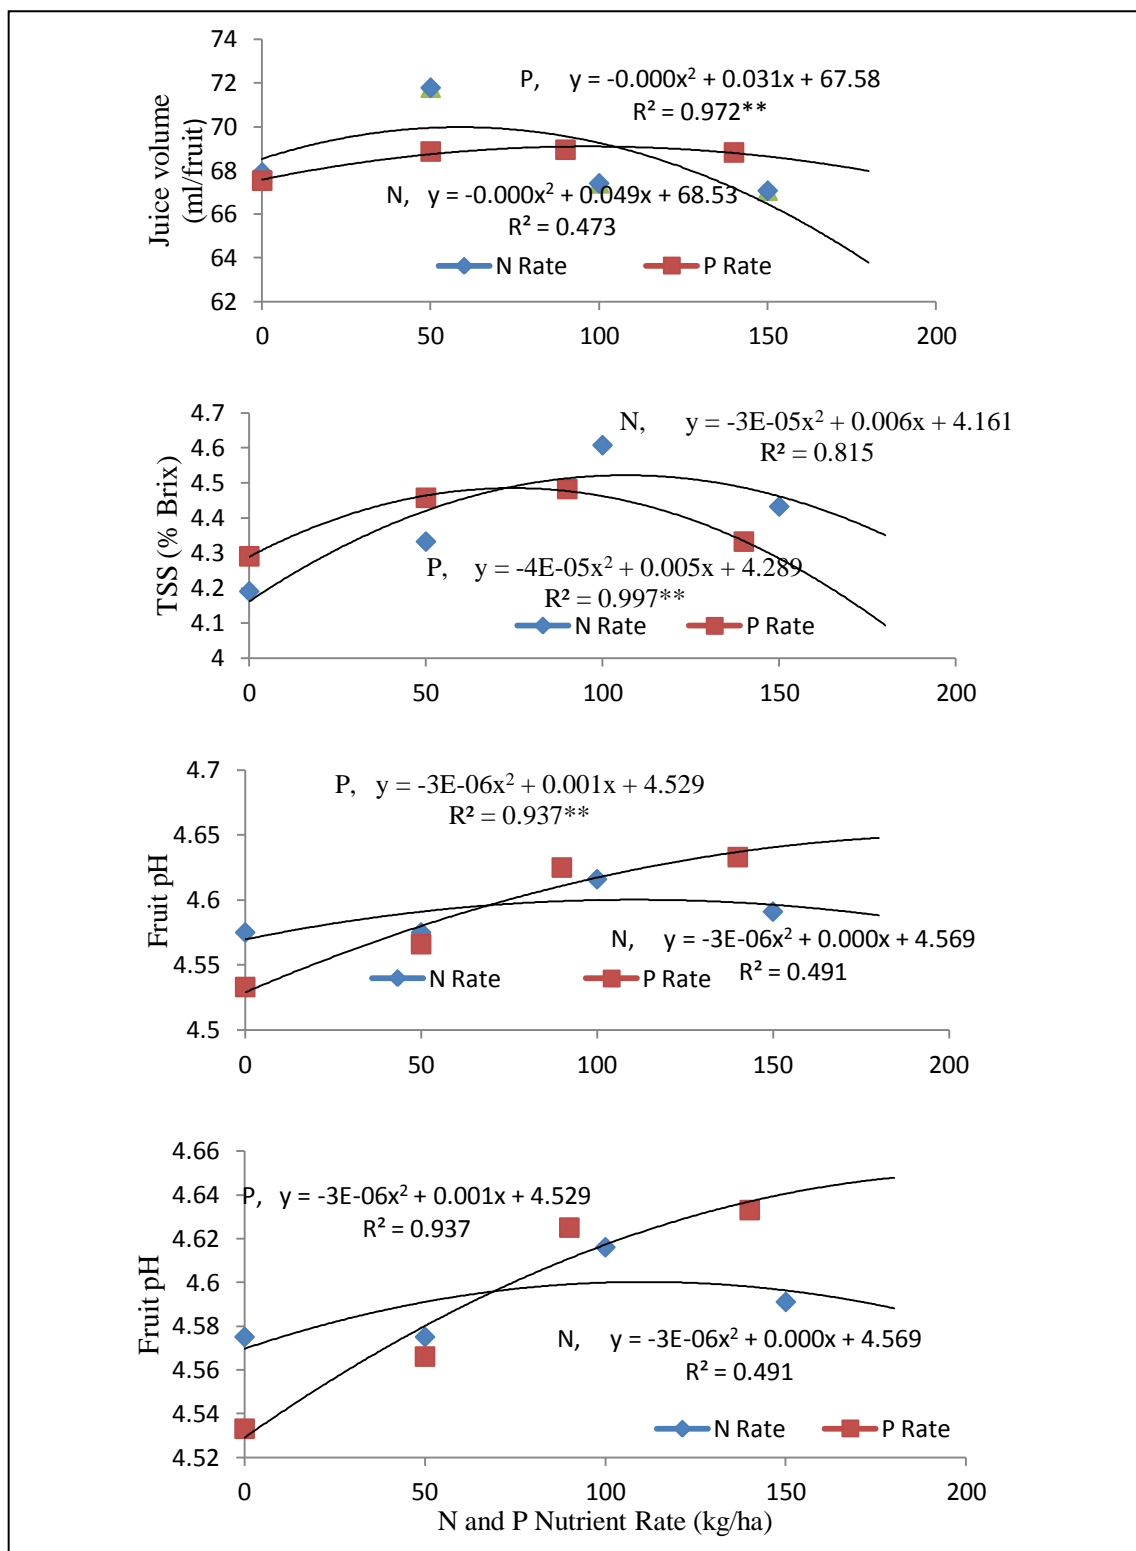 74
72
70
68
66
64
62
Juice volume
(ml/fruit)
P, y = -0.000x² + 0.031x + 67.58
R² = 0.972**
N, y = -0.000x² + 0.049x + 68.53
R² = 0.473
N Rate P Rate
0 50 100 150 200
4.7
4.6
4.5
4.4
4.3
4.2
4.1
4
TSS (% Brix)
N, y = -3E-05x² + 0.006x + 4.161
R² = 0.815
P, y = -4E-05x² + 0.005x + 4.289
R² = 0.997**
N Rate P Rate
0 50 100 150 200
4.7
4.65
4.6
4.55
4.5
Fruit pH
P, y = -3E-06x² + 0.001x + 4.529
R² = 0.937**
N, y = -3E-06x² + 0.000x + 4.569
R² = 0.491
N Rate P Rate
0 50 100 150 200
4.66
4.64
4.62
4.6
4.58
4.56
4.54
4.52
Fruit pH
P, y = -3E-06x² + 0.001x + 4.529
R² = 0.937
N, y = -3E-06x² + 0.000x + 4.569
R² = 0.491
N Rate P Rate
0 50 100 150 200
N and P Nutrient Rate (kg/ha)